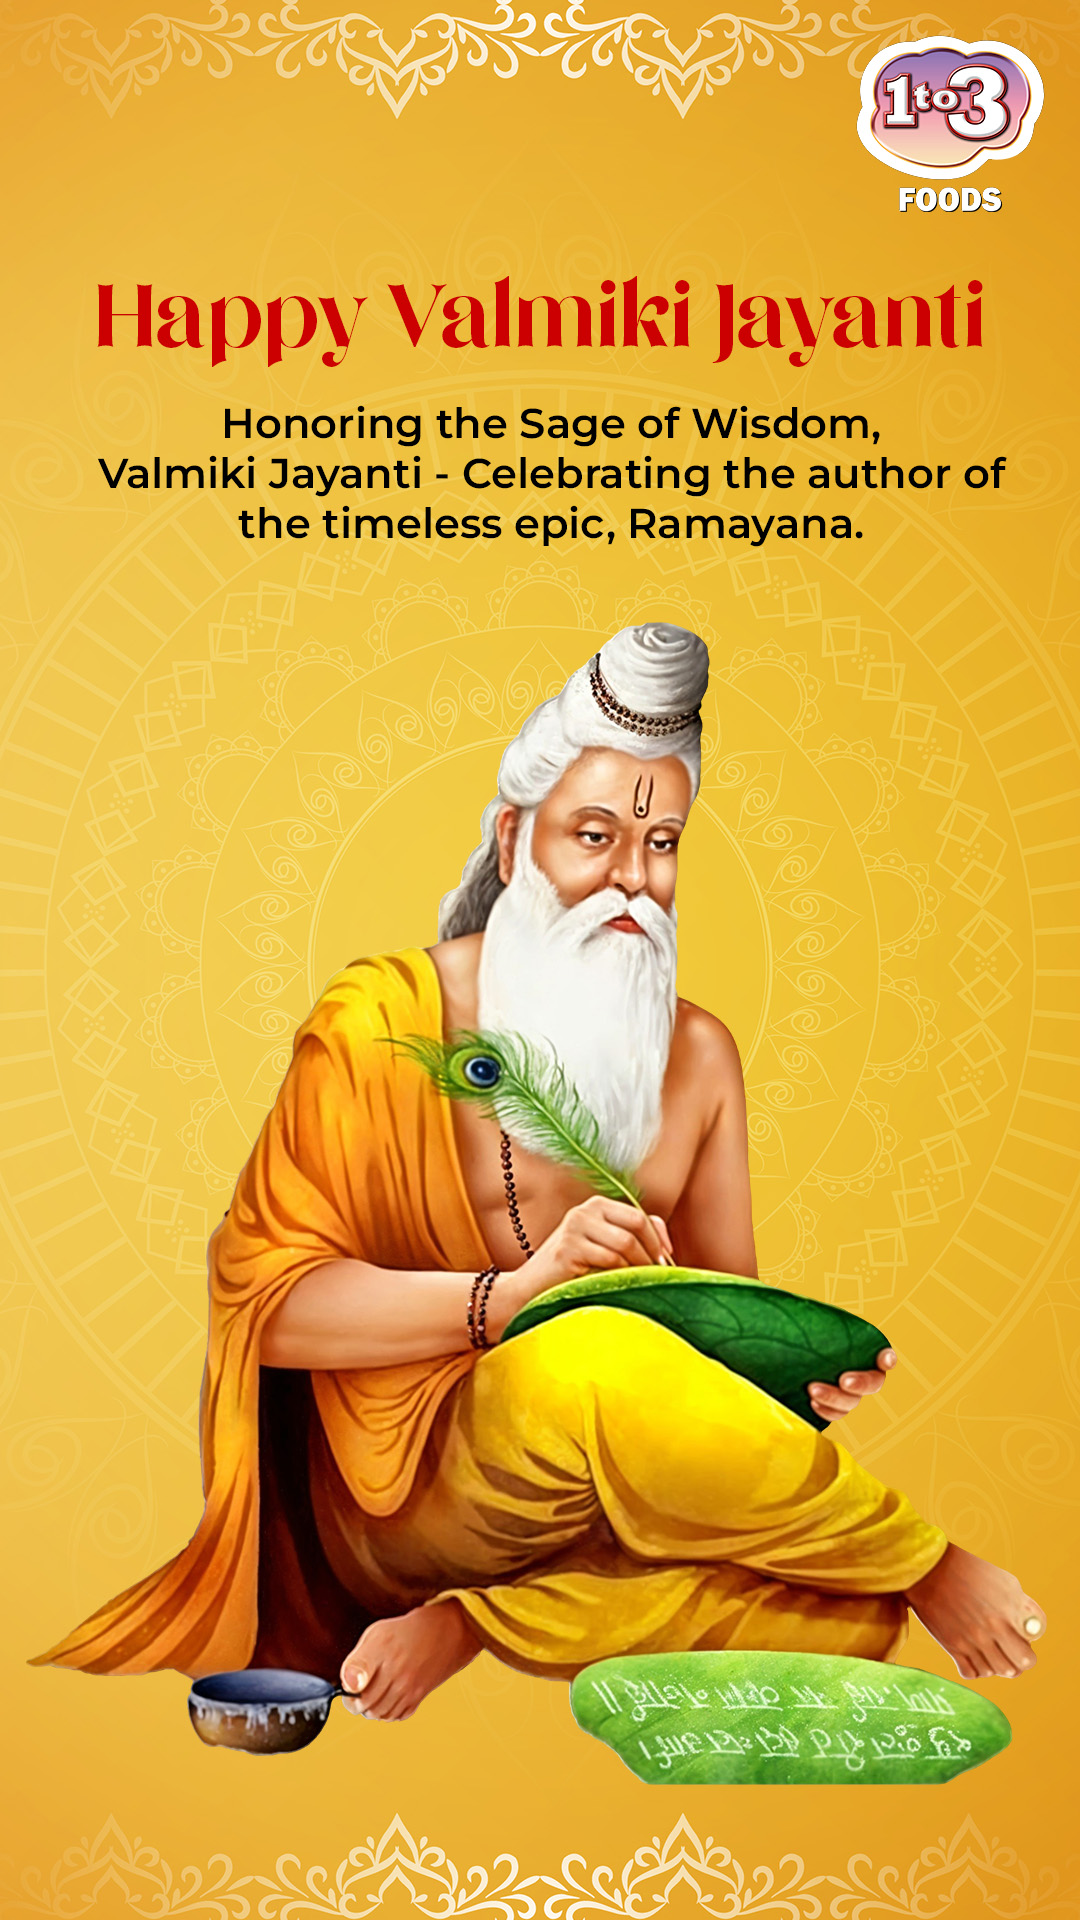 1to3
FOODS
Happy Valmiki Jayanti
Honoring the Sage of Wisdom,
Valmiki Jayanti - Celebrating the author of
the timeless epic, Ramayana.